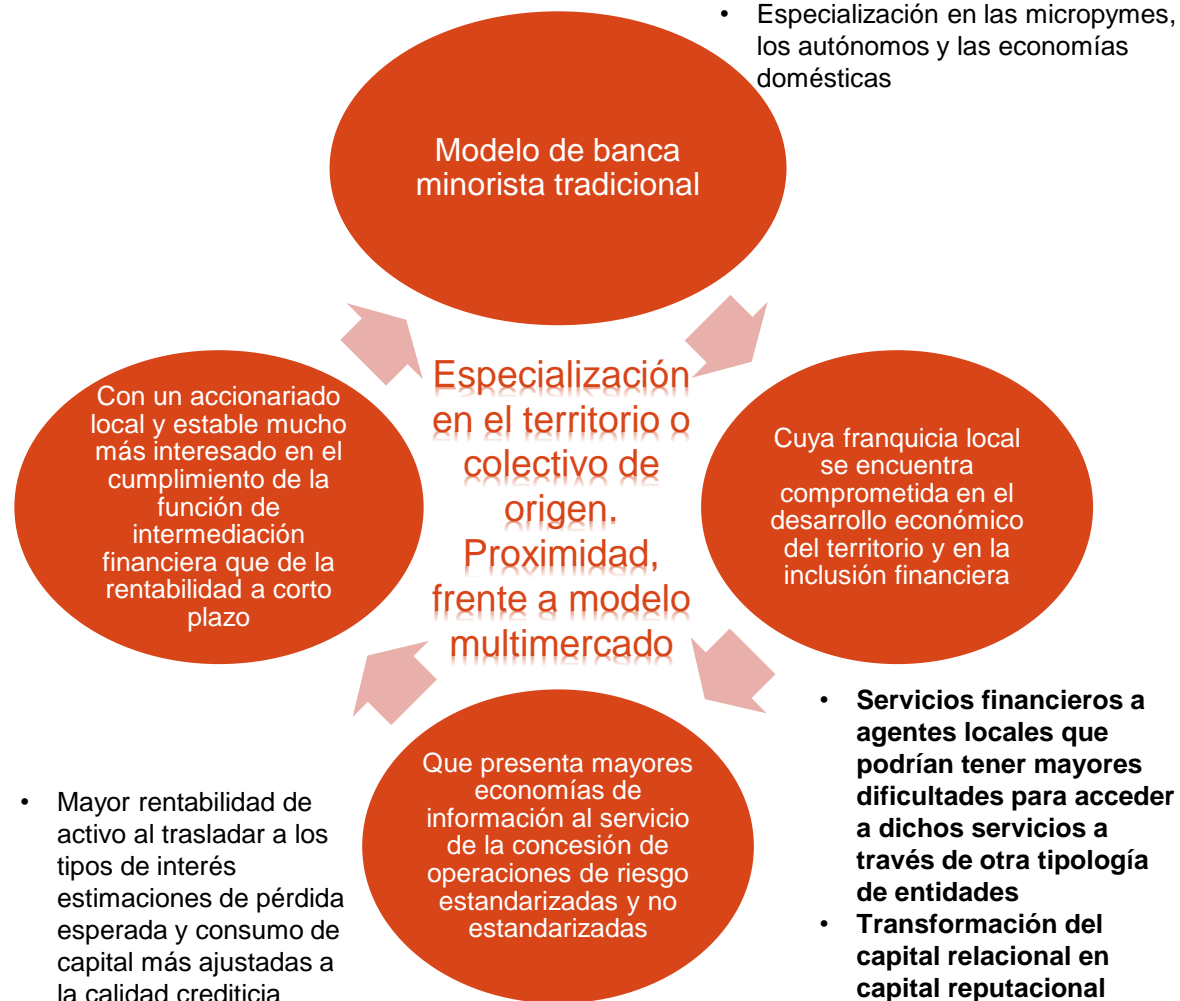 • Especialización en las micropymes,
los autónomos y las economías
domésticas
Modelo de banca
minorista tradicional
Con un accionariado
local y estable mucho
más interesado en el
cumplimiento de la
función de
intermediación
financiera que de la
rentabilidad a corto
plazo
Especialización
en el territorio o
colectivo de
origen.
Proximidad,
frente a modelo
multimercado
Cuya franquicia local
se encuentra
comprometida en el
desarrollo económico
del territorio y en la
inclusión financiera
Que presenta mayores
economías de
información al servicio
de la concesión de
operaciones de riesgo
estandarizadas y no
estandarizadas
• Mayor rentabilidad de
activo al trasladar a los
tipos de interés
estimaciones de pérdida
esperada y consumo de
capital más ajustadas a
la calidad crediticia
• Servicios financieros a
agentes locales que
podrían tener mayores
dificultades para acceder
a dichos servicios a
través de otra tipología
de entidades
• Transformación del
capital relacional en
capital reputacional